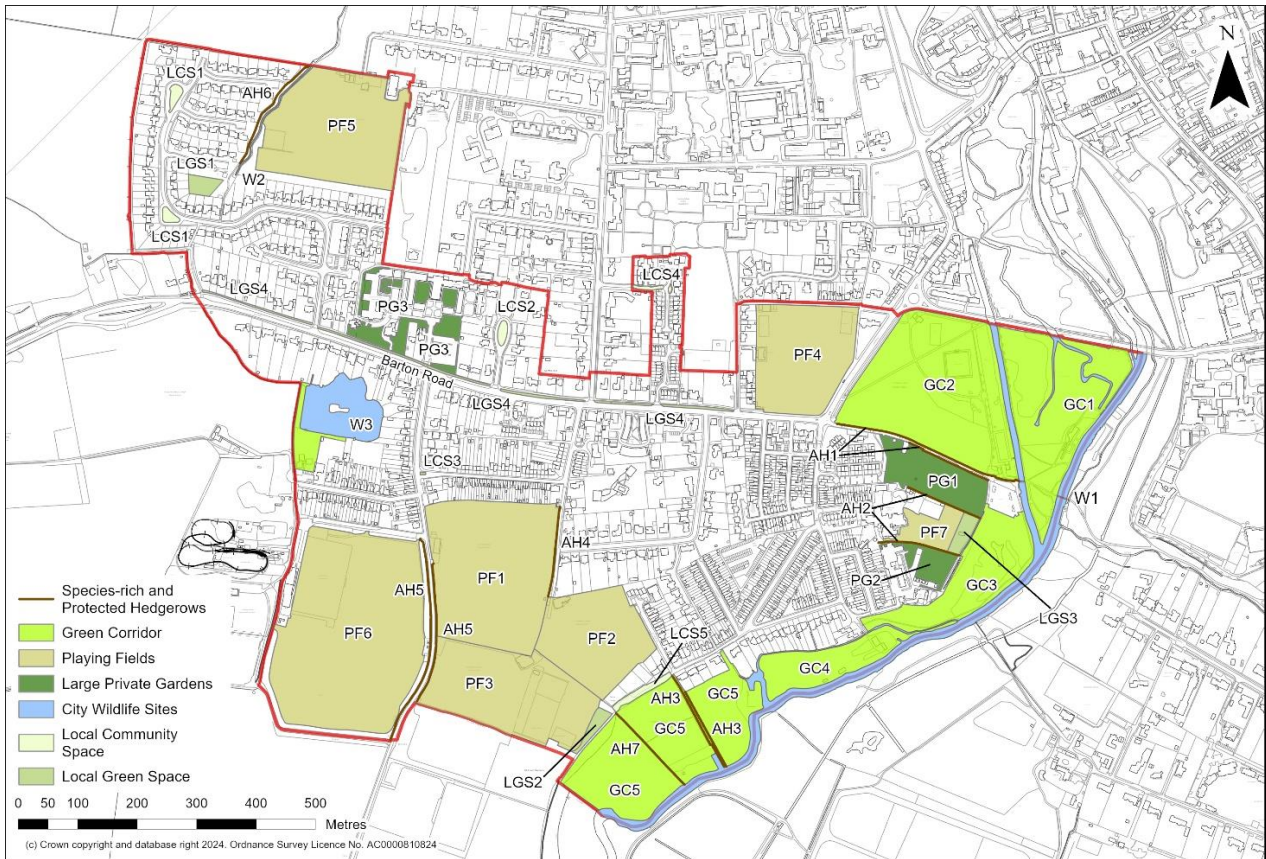 N
LCS1
AH6
PF5
LGS1
W2
LCS1
LGS4
PG3
LCS2
LCS4
PG3
Barton Road
PF4
GC2
GC1
LGS4
LGS4
W3
AH1
LCS3
PG1
W1
AH2
PF7
AH4
PG2
GC3
LGS3
PF1
AH5
AH5
PF6
PF2
LCS5
GC4
PF3
AH3
GC5
GC5
AH3
AH7
LGS2
GC5
Species-rich and
Protected Hedgerows
Green Corridor
Playing Fields
Large Private Gardens
City Wildlife Sites
Local Community
Space
Local Green Space
0 50 100 200 300 400 500
Metres
(c) Crown copyright and database right 2024. Ordnance Survey Licence No. AC0000810824